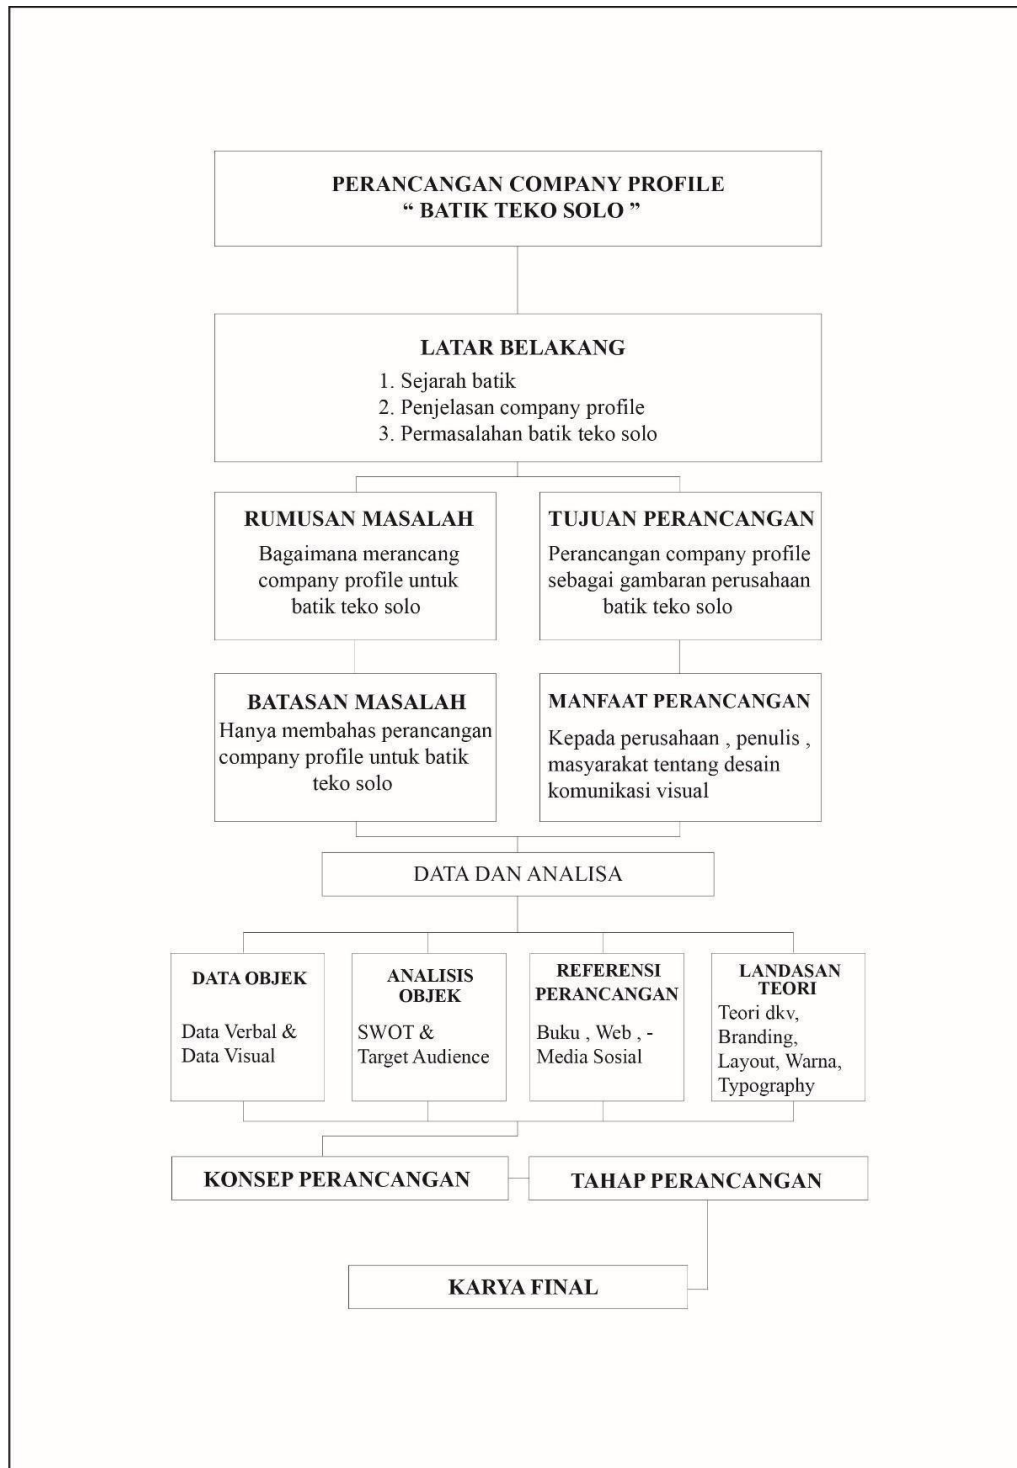 PERANCANGAN COMPANY PROFILE
“ BATIK TEKO SOLO ”
LATAR BELAKANG
1. Sejarah batik
2. Penjelasan company profile
3. Permasalahan batik teko solo
RUMUSAN MASALAH
Bagaimana merancang
company profile untuk
batik teko solo
TUJUAN PERANCANGAN
Perancangan company profile
sebagai gambaran perusahaan
batik teko solo
BATASAN MASALAH
Hanya membahas perancangan
company profile untuk batik
teko solo
MANFAAT PERANCANGAN
Kepada perusahaan , penulis ,
masyarakat tentang desain
komunikasi visual
DATA DAN ANALISA
DATA OBJEK
Data Verbal &
Data Visual
ANALISIS
OBJEK
SWOT &
Target Audience
REFERENSI
PERANCANGAN
Buku , Web , -
Media Sosial
LANDASAN
TEORI
Teori dkv,
Branding,
Layout, Warna,
Typography
KONSEP PERANCANGAN
TAHAP PERANCANGAN
KARYA FINAL